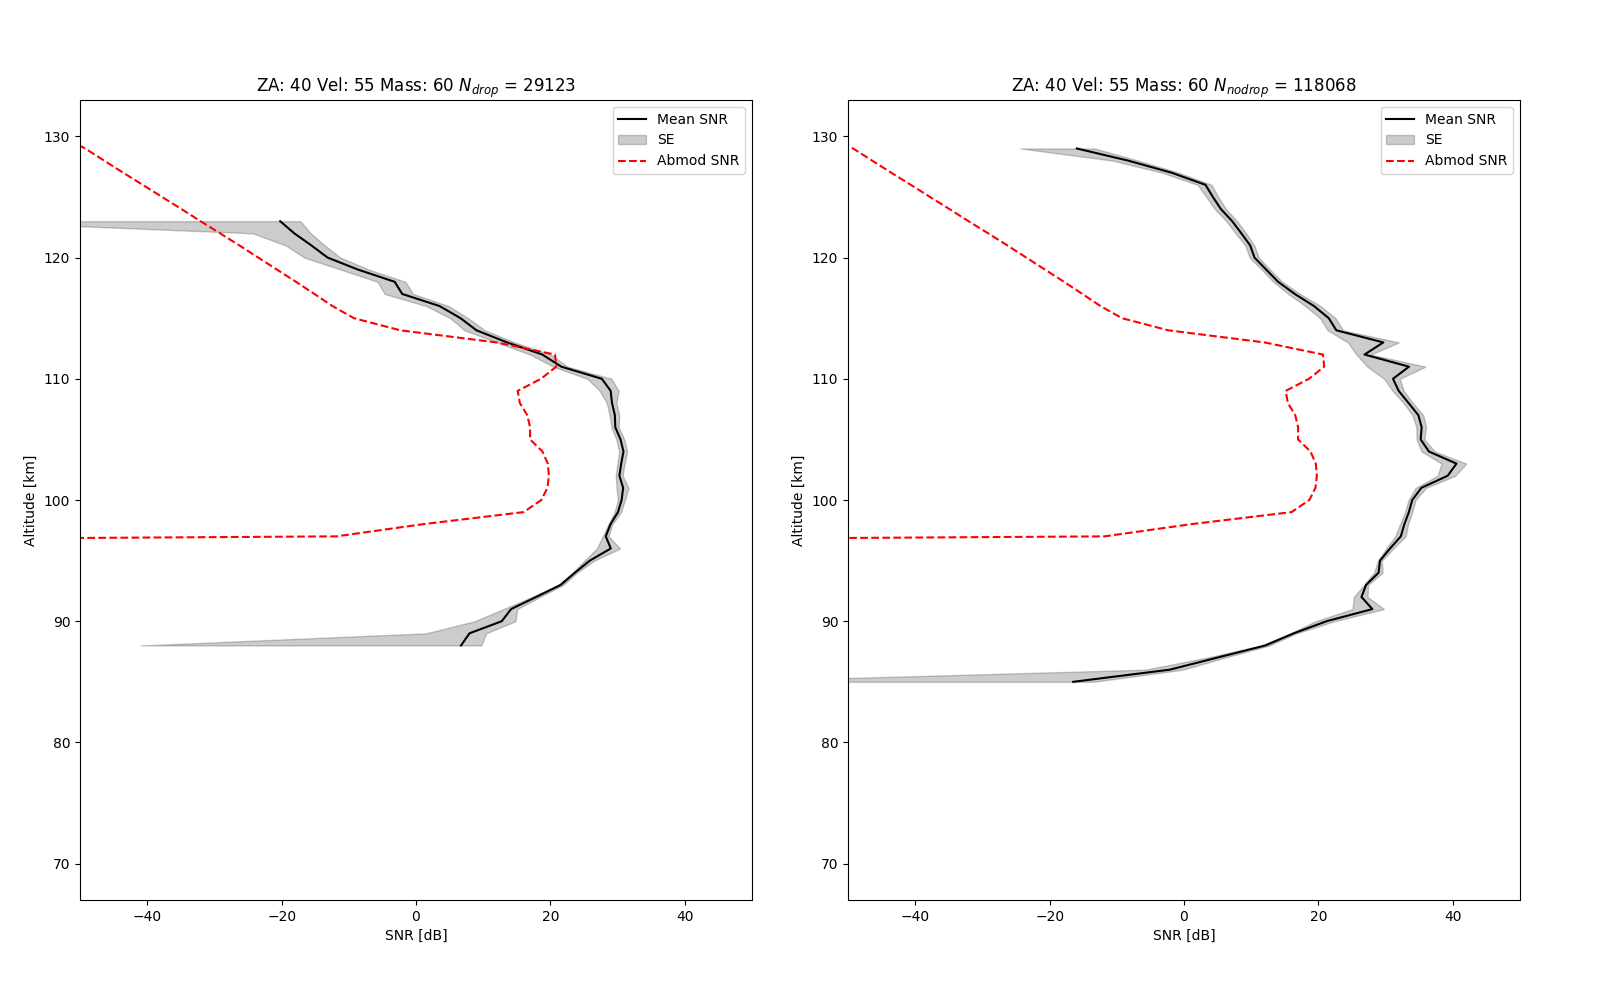 ZA: 40 Vel: 55 Mass: 60 N_drop = 29123
Mean SNR
SE
Abmod SNR
130
120
110
100
90
80
70
Altitude [km]
−40
−20
0
20
40
SNR [dB]
ZA: 40 Vel: 55 Mass: 60 N_nodrop = 118068
Mean SNR
SE
Abmod SNR
130
120
110
100
90
80
70
Altitude [km]
−40
−20
0
20
40
SNR [dB]